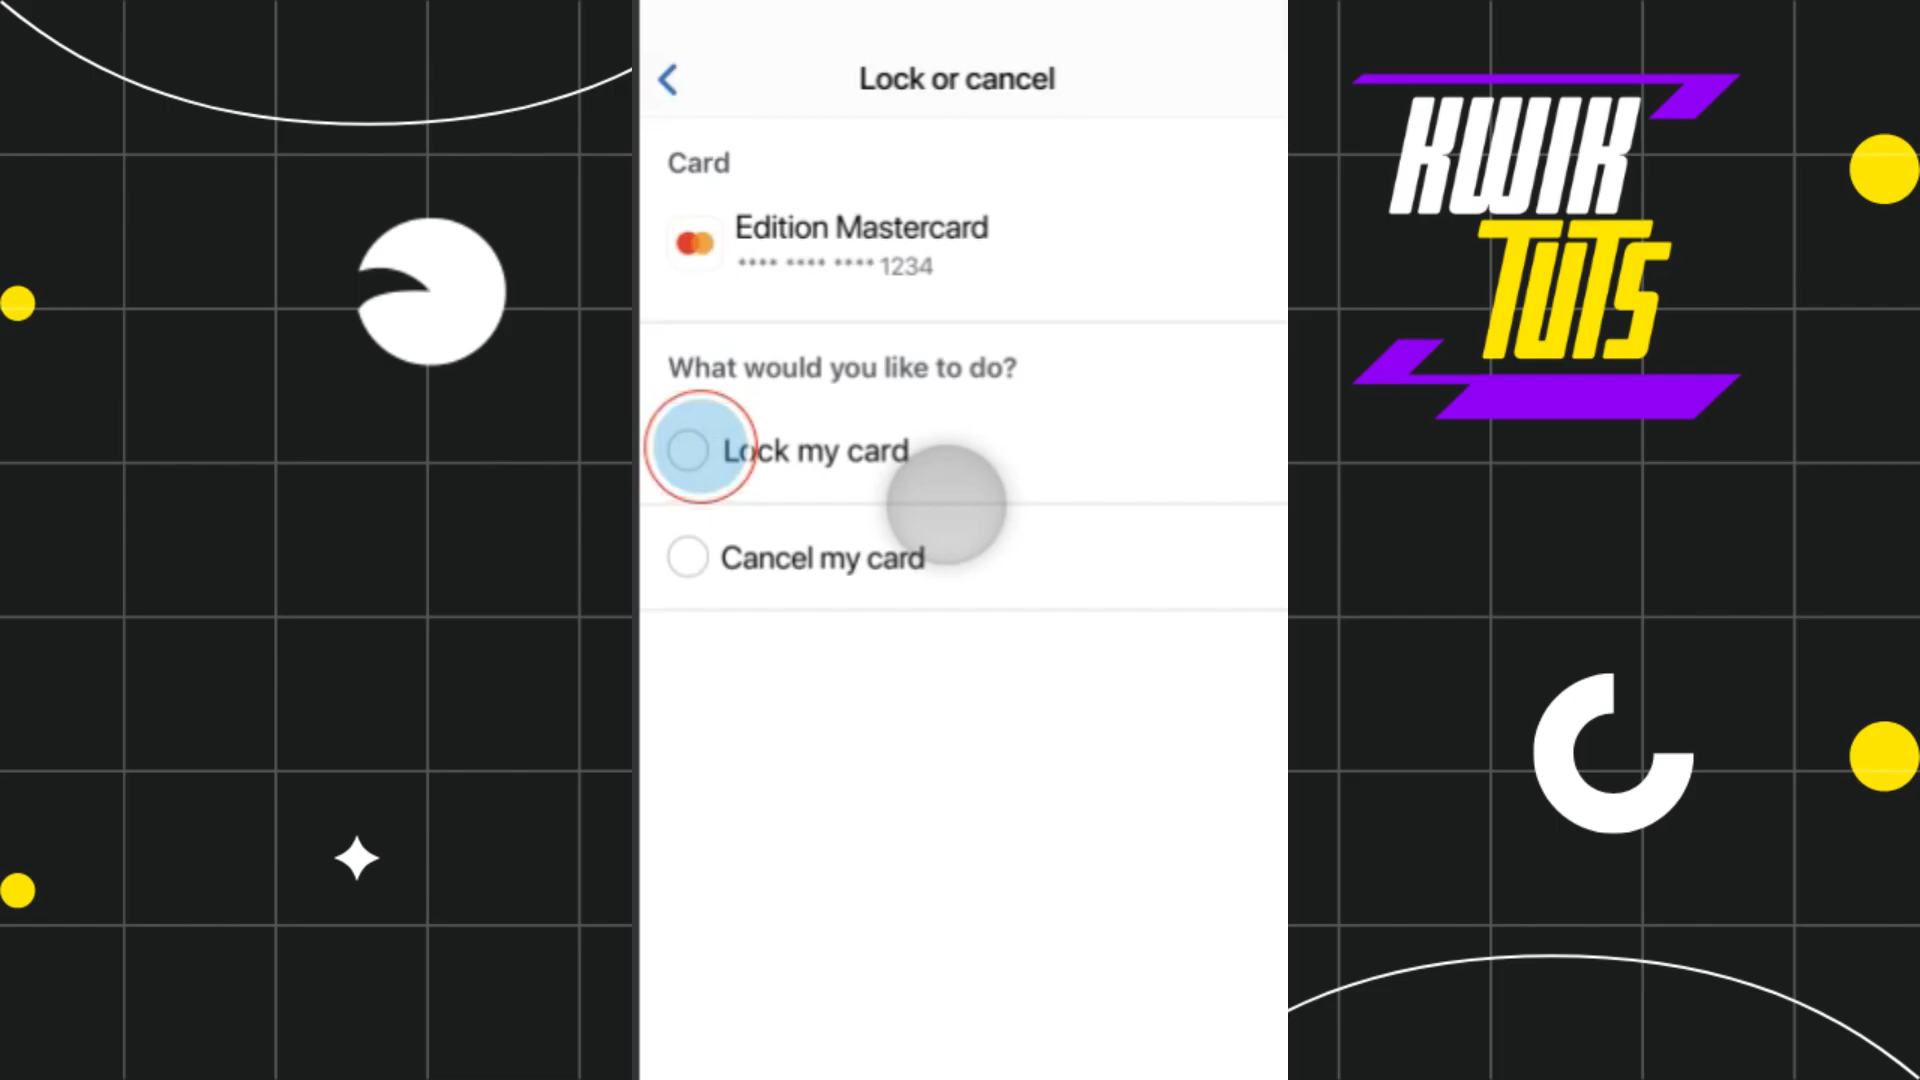 Lock or cancel
Card
Edition Mastercard
**** **** **** 1234
What would you like to do?
Lock my card
Cancel my card
KWIK
TUTS